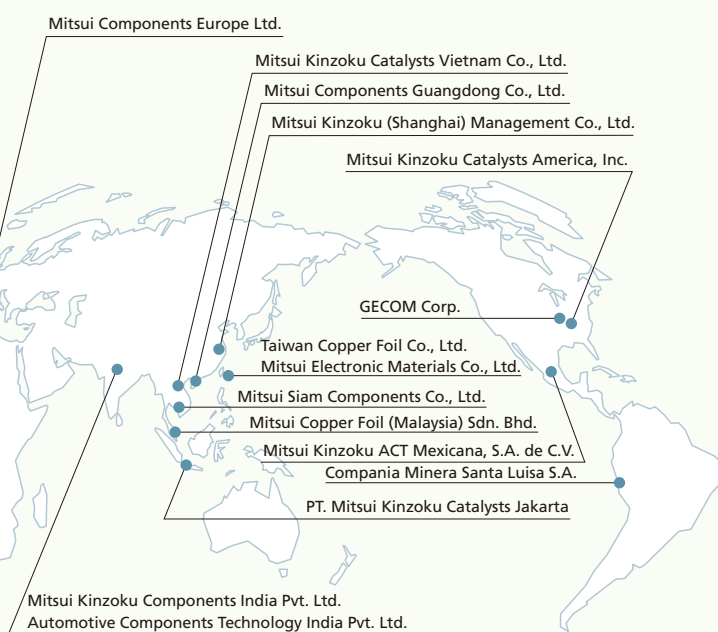 Mitsui Components Europe Ltd.
Mitsui Kinzoku Catalysts Vietnam Co., Ltd.
Mitsui Components Guangdong Co., Ltd.
Mitsui Kinzoku (Shanghai) Management Co., Ltd.
Mitsui Kinzoku Catalysts America, Inc.
GECOM Corp.
Taiwan Copper Foil Co., Ltd.
Mitsui Electronic Materials Co., Ltd.
Mitsui Siam Components Co., Ltd.
Mitsui Copper Foil (Malaysia) Sdn. Bhd.
Mitsui Kinzoku ACT Mexicana, S.A. de C.V.
Compania Minera Santa Luisa S.A.
PT. Mitsui Kinzoku Catalysts Jakarta
Mitsui Kinzoku Components India Pvt. Ltd.
Automotive Components Technology India Pvt. Ltd.